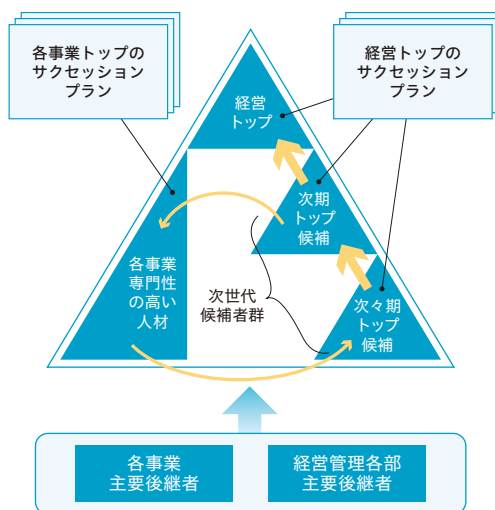 各事業トップの
サクセッション
プラン
経営トップの
サクセッション
プラン
経営
トップ
次期
トップ
候補
各事業
専門性
の高い
人材
次世代
候補者群
次々期
トップ
候補
各事業
主要後継者
経営管理各部
主要後継者